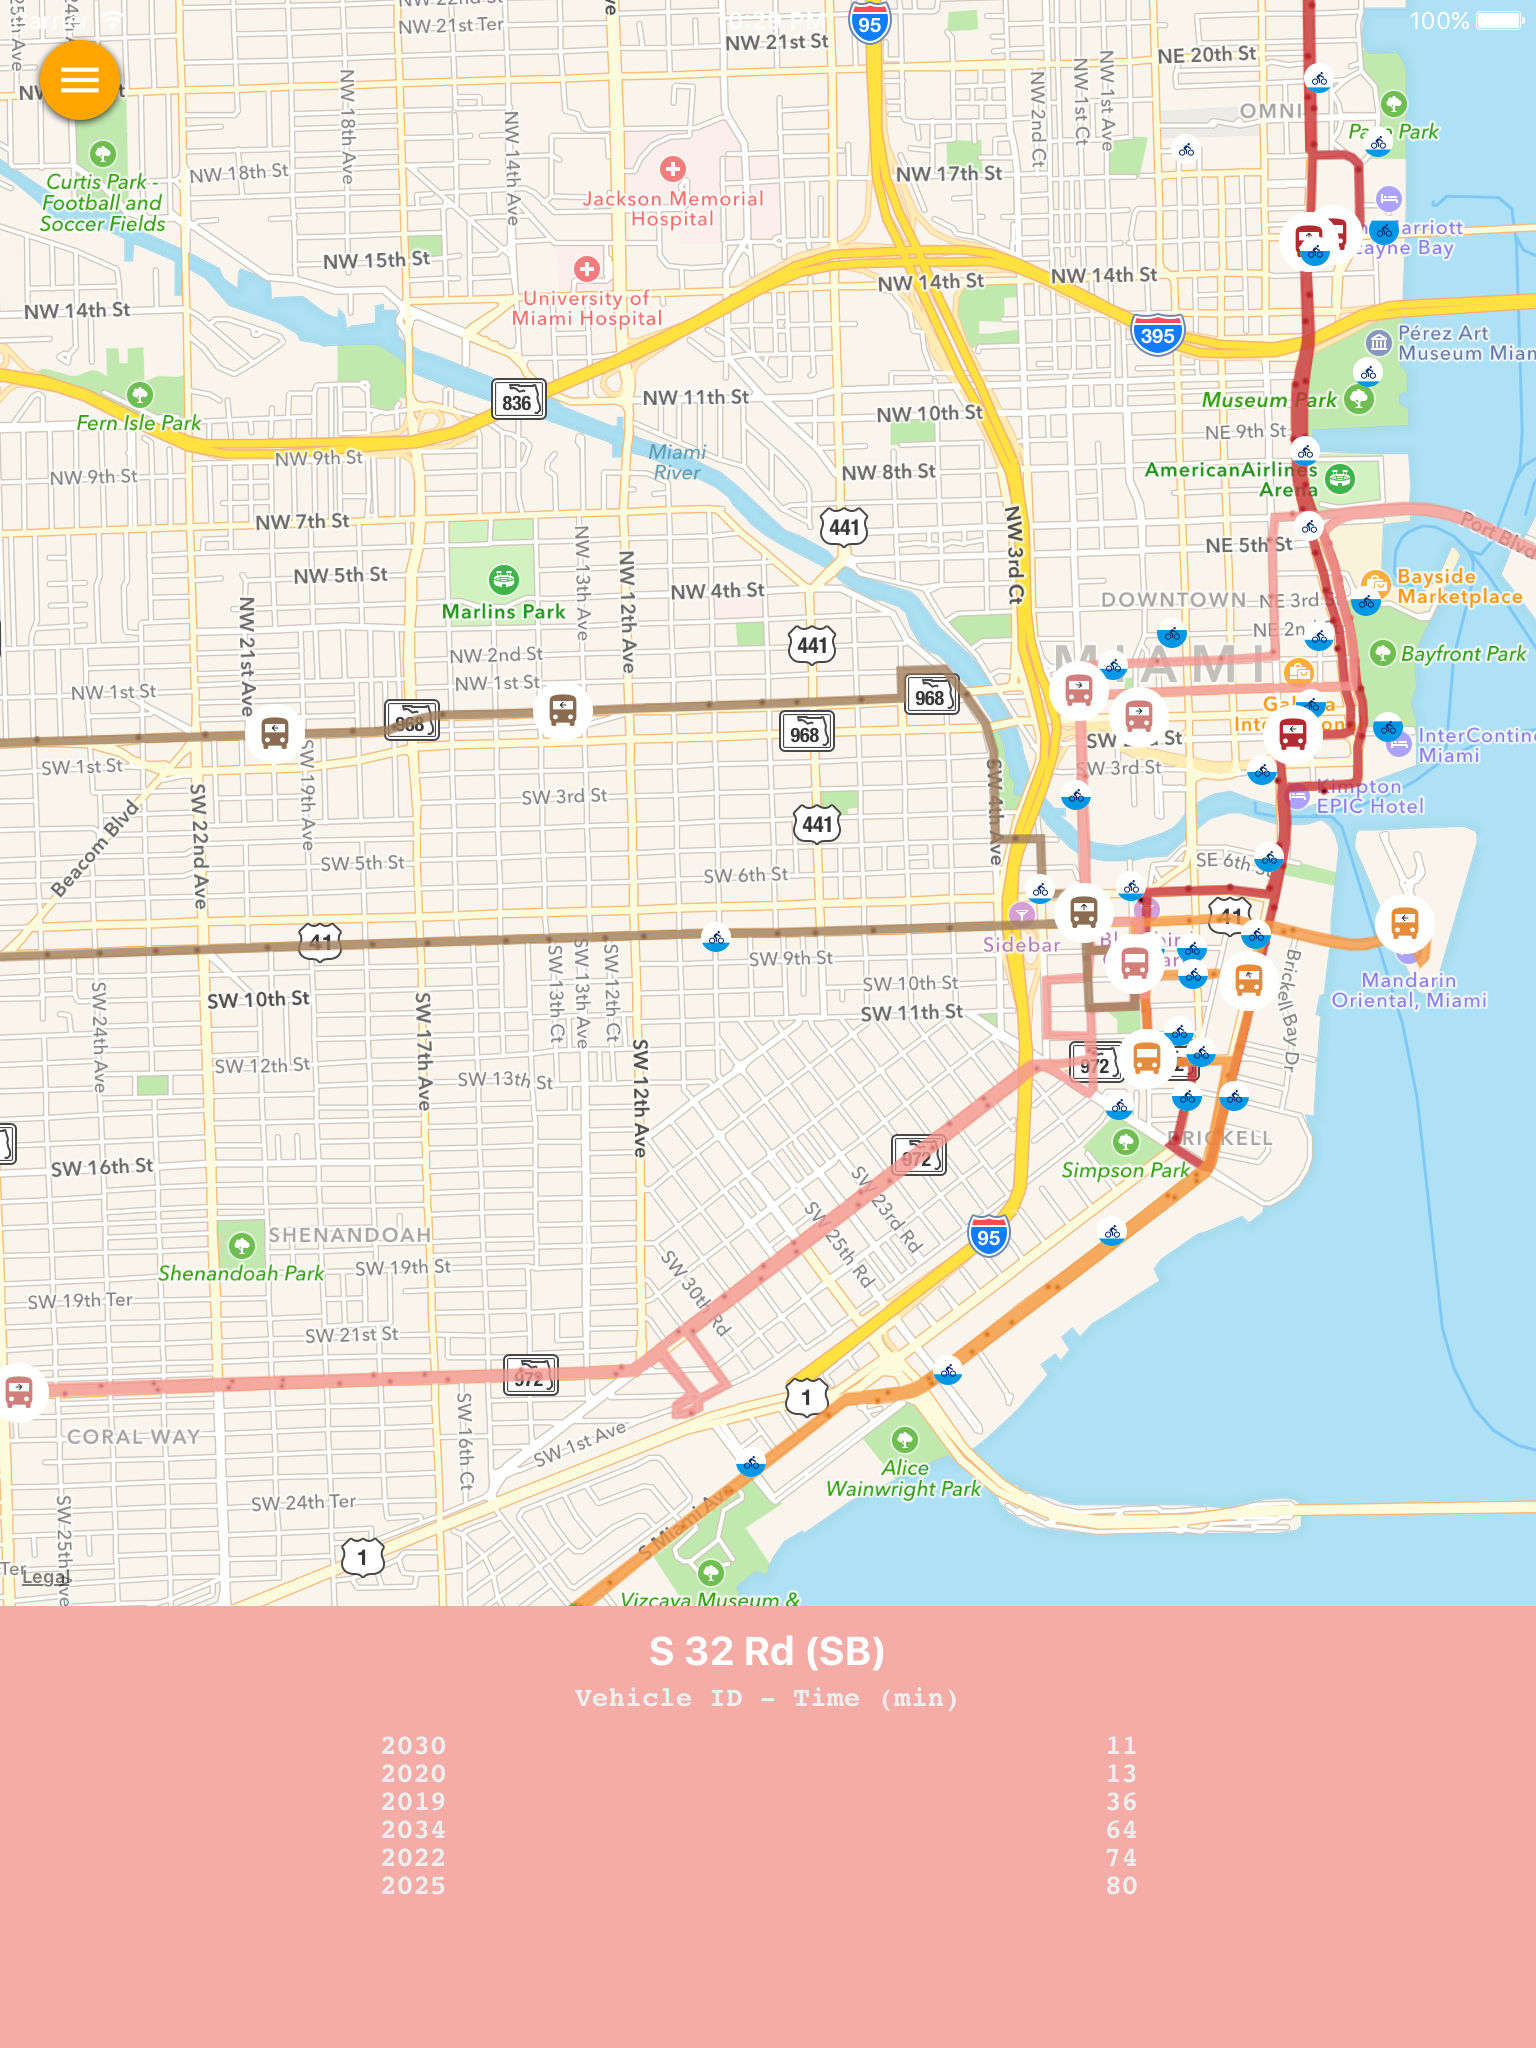 NW 22nd St
NW 21st Ter
NW 21st St
95
100%
NE 20th St
OMNI
NW 18th Ave
NW 14th Ave
NW 2nd Ct
NW 1st Ct
NW 1st Ave
Curtis Park -
Football and
Soccer Fields
NW 18th St
Jackson Memorial
Hospital
NW 17th St
Park
NW 15th St
University of
Miami Hospital
NW 14th St
NW 14th St
NW 14th St
395
Pérez Art
Museum Miam
836
Fern Isle Park
NW 11th St
NW 10th St
Museum Park
NE 9th St
NW 9th St
NW 9th St
Miami
River
NW 8th St
AmericanAirlines
Arena
NW 7th St
441
NW 3rd Ct
NE 5th St
Port Blvd
NW 5th St
Marlins Park
NW 13th Ave
NW 12th Ave
NW 4th St
DOWNTOWN
NE 3rd St
Bayside
Marketplace
NW 21st Ave
441
MIAMI
Bayfront Park
NW 2nd St
NW 1st St
NW 1st St
968
968
968
SW 2nd St
InterContine
Miami
SW 1st St
SW 19th Ave
SW 3rd St
SW 3rd St
Kimpton
EPIC Hotel
Beacom Blvd
SW 22nd Ave
441
SW 4th Ave
SW 5th St
SW 6th St
SE 6th St
41
41
Sidebar
SW 9th St
Mandarin
Oriental, Miami
SW 10th St
SW 10th St
SW 11th St
SW 24th Ave
SW 17th Ave
SW 13th Ct
SW 13th Ave
SW 12th Ct
Brickell Bay Dr
SW 12th St
SW 13th St
SW 12th Ave
972
BRICKELL
Simpson Park
SW 16th St
972
SW 23rd Rd
SW 25th Rd
SHENANDOAH
Shenandoah Park
SW 19th St
SW 30th Rd
95
SW 19th Ter
SW 21st St
972
1
CORAL WAY
SW 16th Ct
SW 1st Ave
Alice
Wainwright Park
SW 24th Ter
SW 25th Ave
S Miami Ave
1
Ter
Legal
Vizcaya Museum &
S 32 Rd (SB)
Vehicle ID - Time (min)
2030 11
2020 13
2019 36
2034 64
2022 74
2025 80